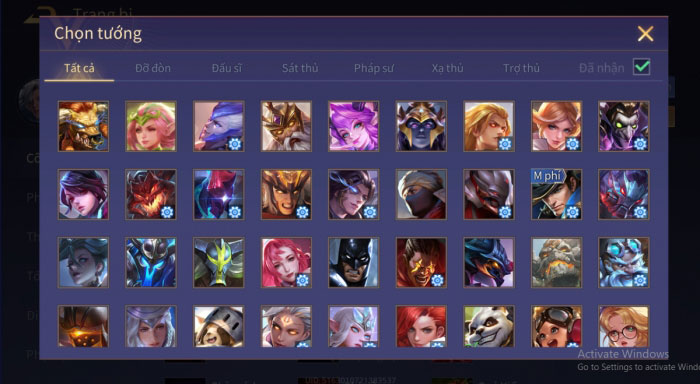 Trang bị
Chọn tướng
Tất cả
Đỡ đòn
Đấu sĩ
Sát thủ
Pháp sư
Xạ thủ
Trợ thủ
Đã nhận
M phí
Activate Windows
Go to Settings to activate Wind